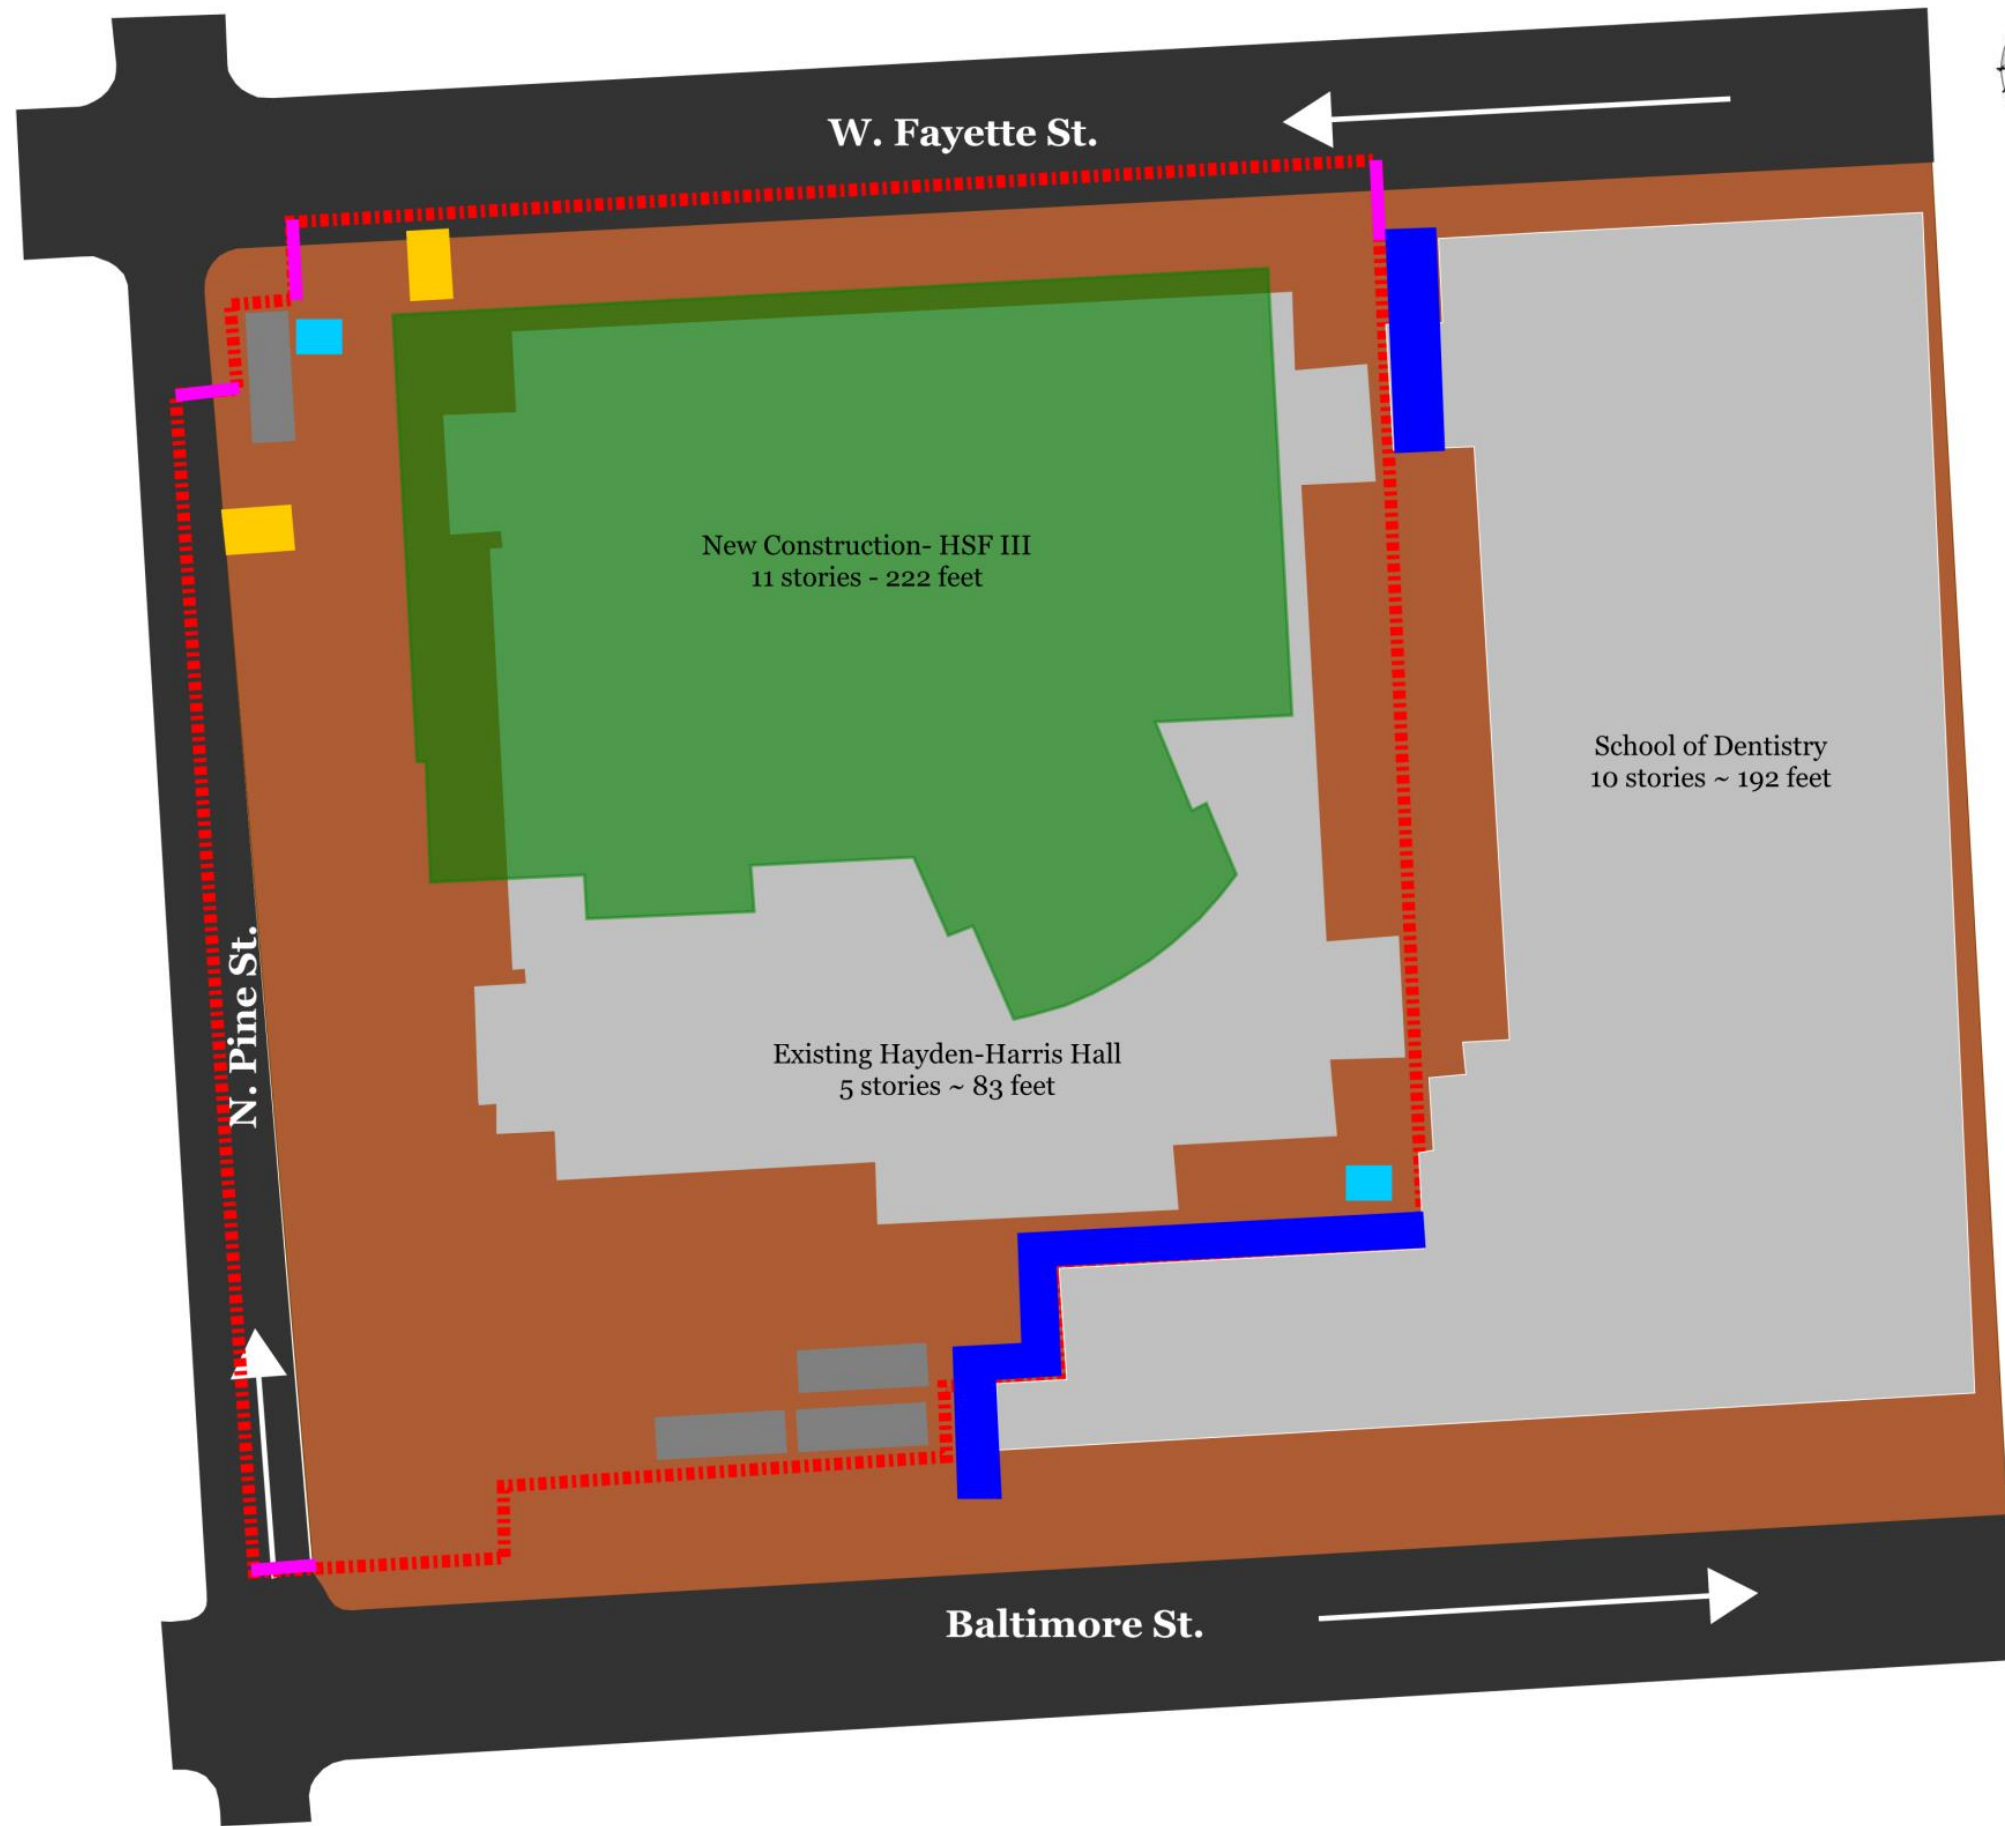 W. Fayette St.
New Construction- HSF III
11 stories - 222 feet
School of Dentistry
10 stories ~ 192 feet
N. Pine St.
Existing Hayden-Harris Hall
5 stories ~ 83 feet
Baltimore St.